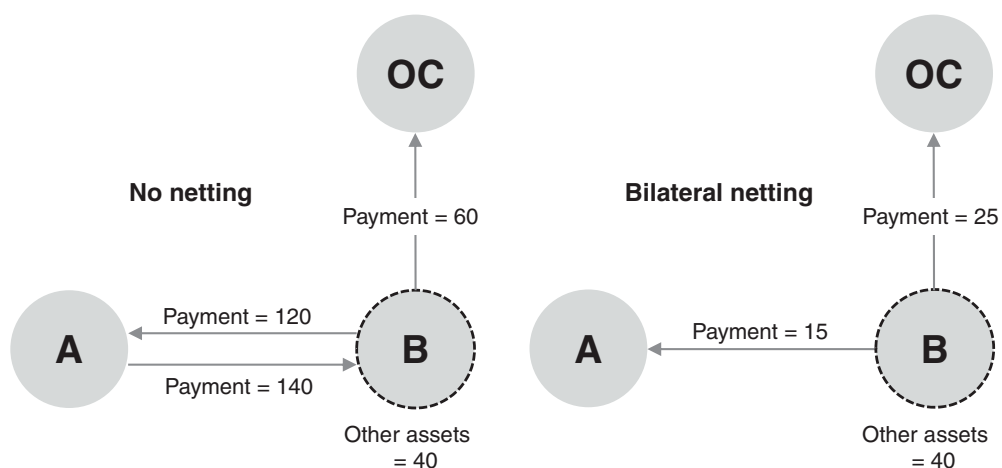 OC
No netting
Payment = 60
A
Payment = 120
Payment = 140
B
Other assets
= 40
OC
Bilateral netting
Payment = 25
A
Payment = 15
B
Other assets
= 40